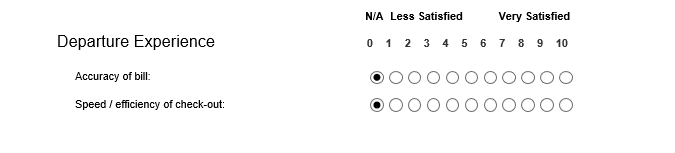 N/A Less Satisfied Very Satisfied
Departure Experience 0 1 2 3 4 5 6 7 8 9 10
Accuracy of bill:
Speed / efficiency of check-out: